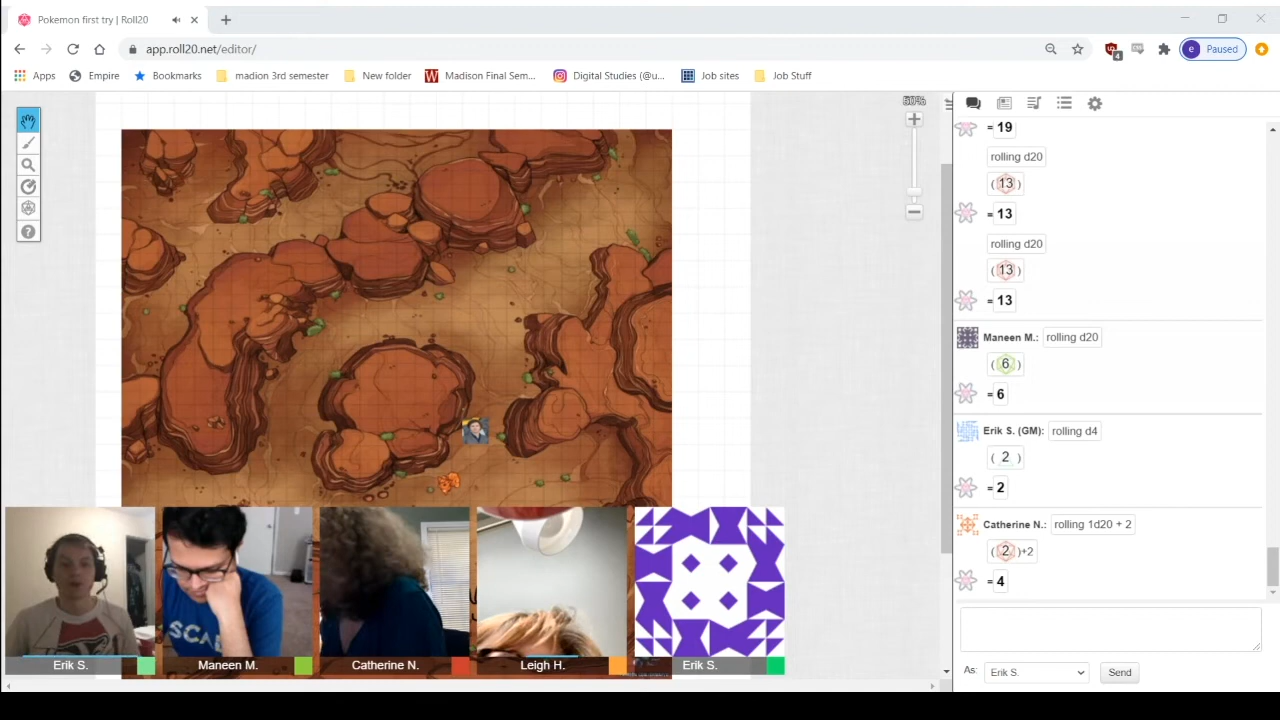 Pokemon first try | Roll20
app.roll20.net/editor/
4
e
Paused
Apps
Empire
Bookmarks
madion 3rd semester
New folder
W
Madison Final Sem...
Digital Studies (@u...
Job sites
Job Stuff
60%
= 19
rolling d20
(13)
= 13
rolling d20
(13)
= 13
Maneen M.: rolling d20
(6)
= 6
Erik S. (GM): rolling d4
(2)
= 2
Catherine N.: rolling 1d20 + 2
(2)+2
= 4
SCA
Erik S.
Maneen M.
Catherine N.
Leigh H.
Erik S.
As:
Erik S.
Send